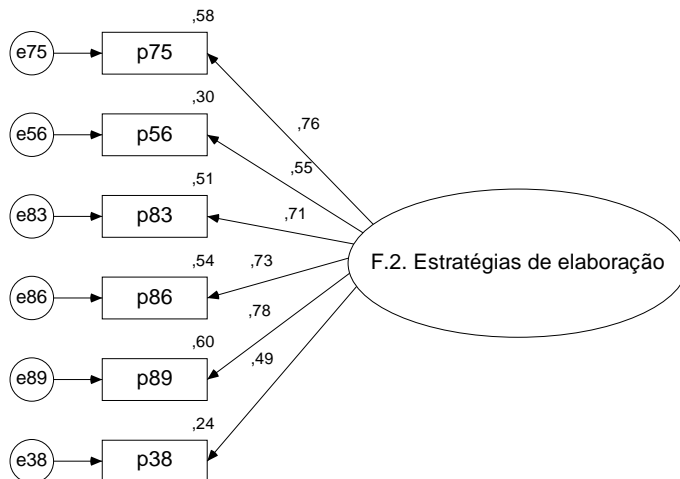 ,58
e75 p75
,76
,30
e56 p56
,55
,51
e83 p83
,71
F.2. Estratégias de elaboração
,54
,73
e86 p86
,78
,60
,49
e89 p89
,24
e38 p38